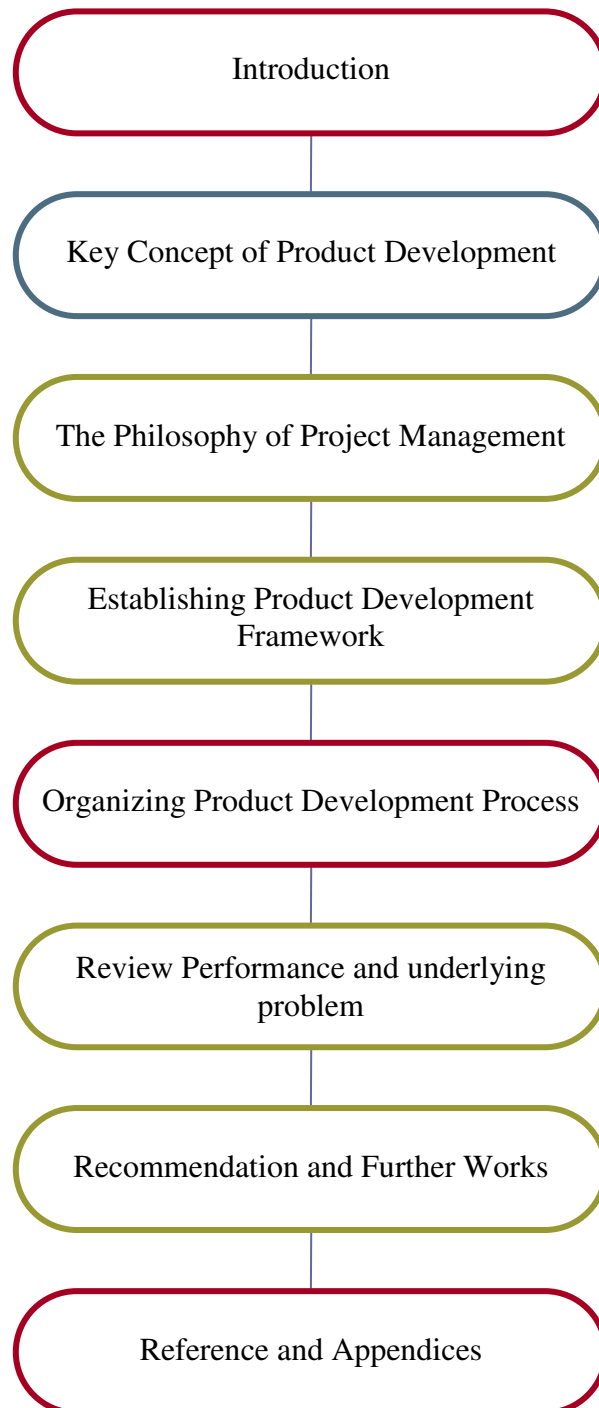 Introduction
Key Concept of Product Development
The Philosophy of Project Management
Establishing Product Development
Framework
Organizing Product Development Process
Review Performance and underlying
problem
Recommendation and Further Works
Reference and Appendices